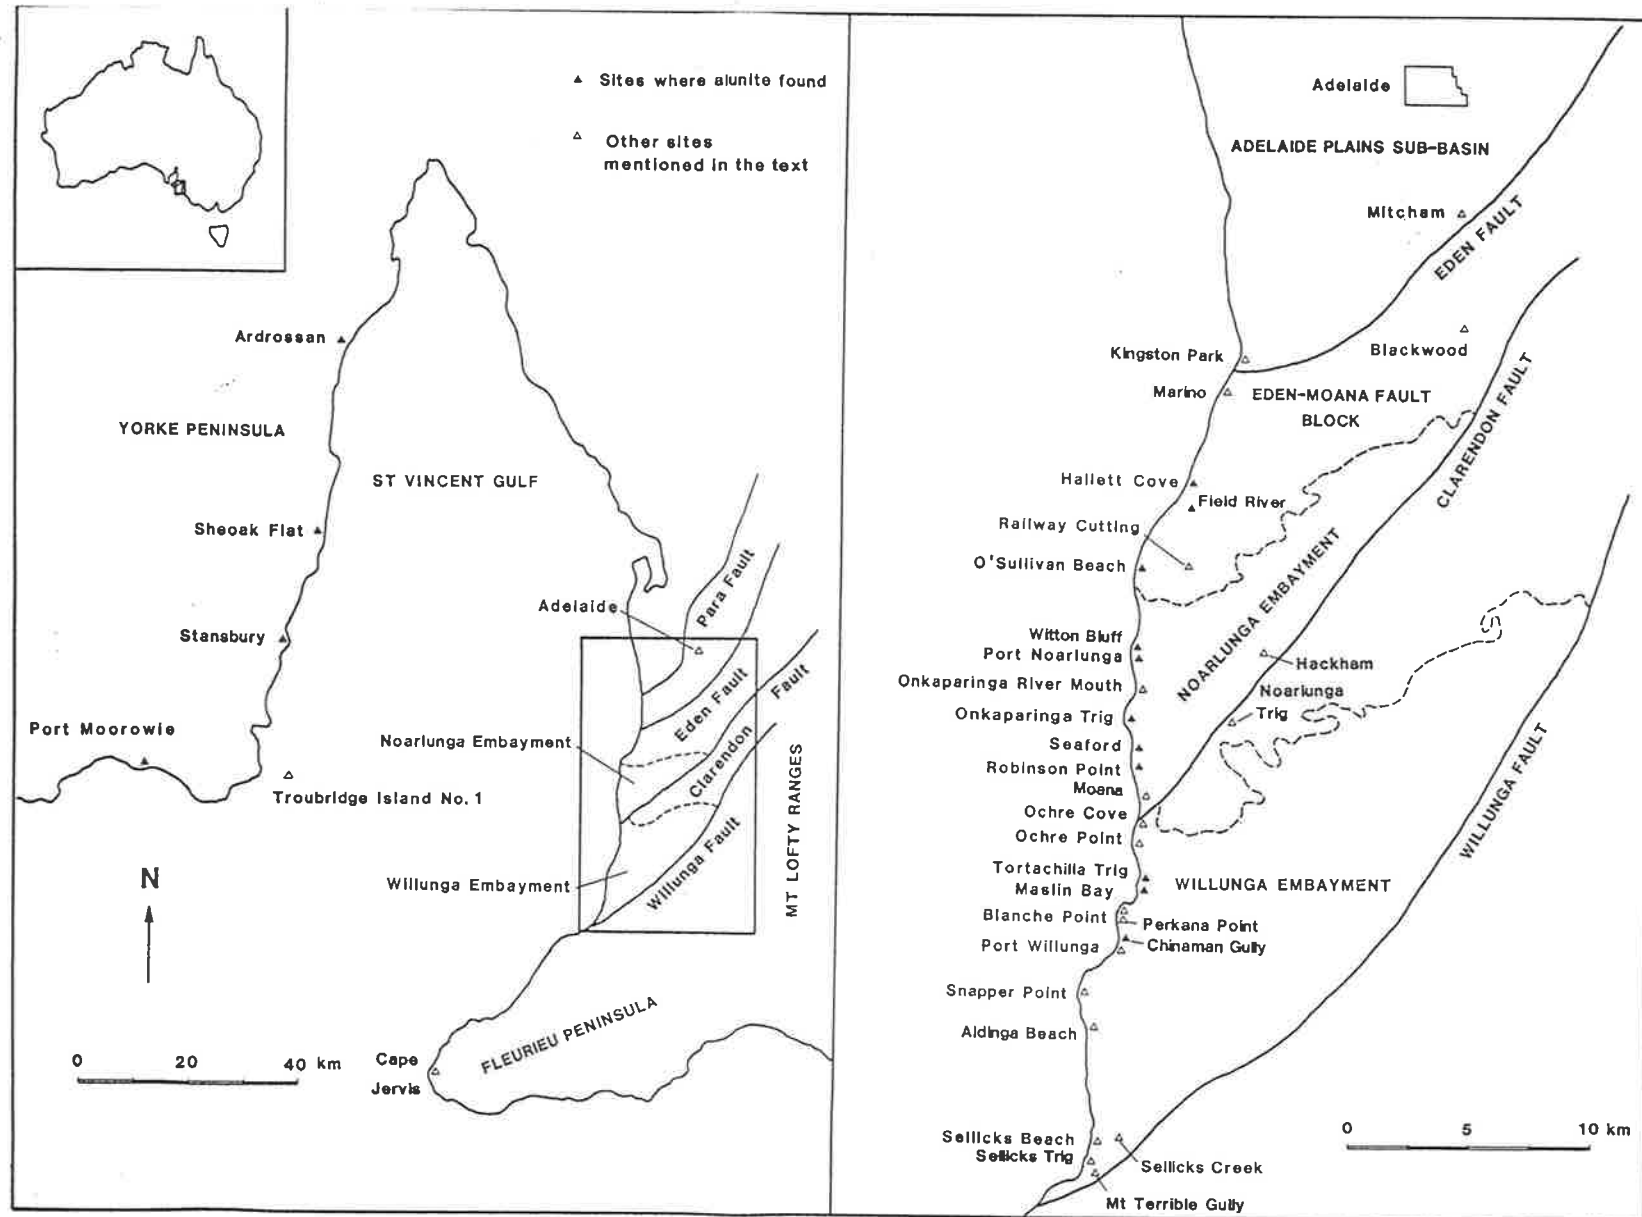 Sites where alunite found
Other sites
mentioned in the text
Ardrossan
YORKE PENINSULA
ST VINCENT GULF
Sheoak Flat
Adelaide
Para Fault
Stansbury
Port Moorowie
Troubridge Island No. 1
Noarlunga Embayment
Eden Fault
Clarendon
Fault
Willunga Embayment
Willunga Fault
MT LOFTY RANGES
N
FLEURIEU PENINSULA
Cape
Jervis
0 20 40 km
Adelaide
ADELAIDE PLAINS SUB-BASIN
Mitcham
EDEN FAULT
Blackwood
Kingston Park
Marino
EDEN-MOANA FAULT
BLOCK
CLARENDON FAULT
Hallett Cove
Field River
Railway Cutting
O'Sullivan Beach
NOARLUNGA EMBAYMENT
Witton Bluff
Port Noarlunga
Hackham
Onkaparinga River Mouth
Noarlunga
Trig
Onkaparinga Trig
Seaford
Robinson Point
Moana
WILLUNGA FAULT
Ochre Cove
Ochre Point
Tortachilla Trig
Maslin Bay
WILLUNGA EMBAYMENT
Blanche Point
Perkana Point
Port Willunga
Chinaman Gully
Snapper Point
Aldinga Beach
Sellicks Beach
Sellicks Trig
Sellicks Creek
Mt Terrible Gully
0 5 10 km